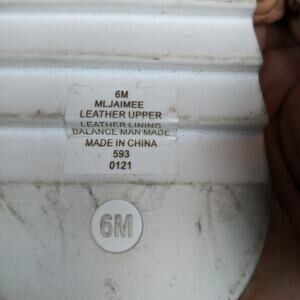 6M
MLJAIMEE
LEATHER UPPER
LEATHER LINING
BALANCE MAN MADE
MADE IN CHINA
593
0121
6M